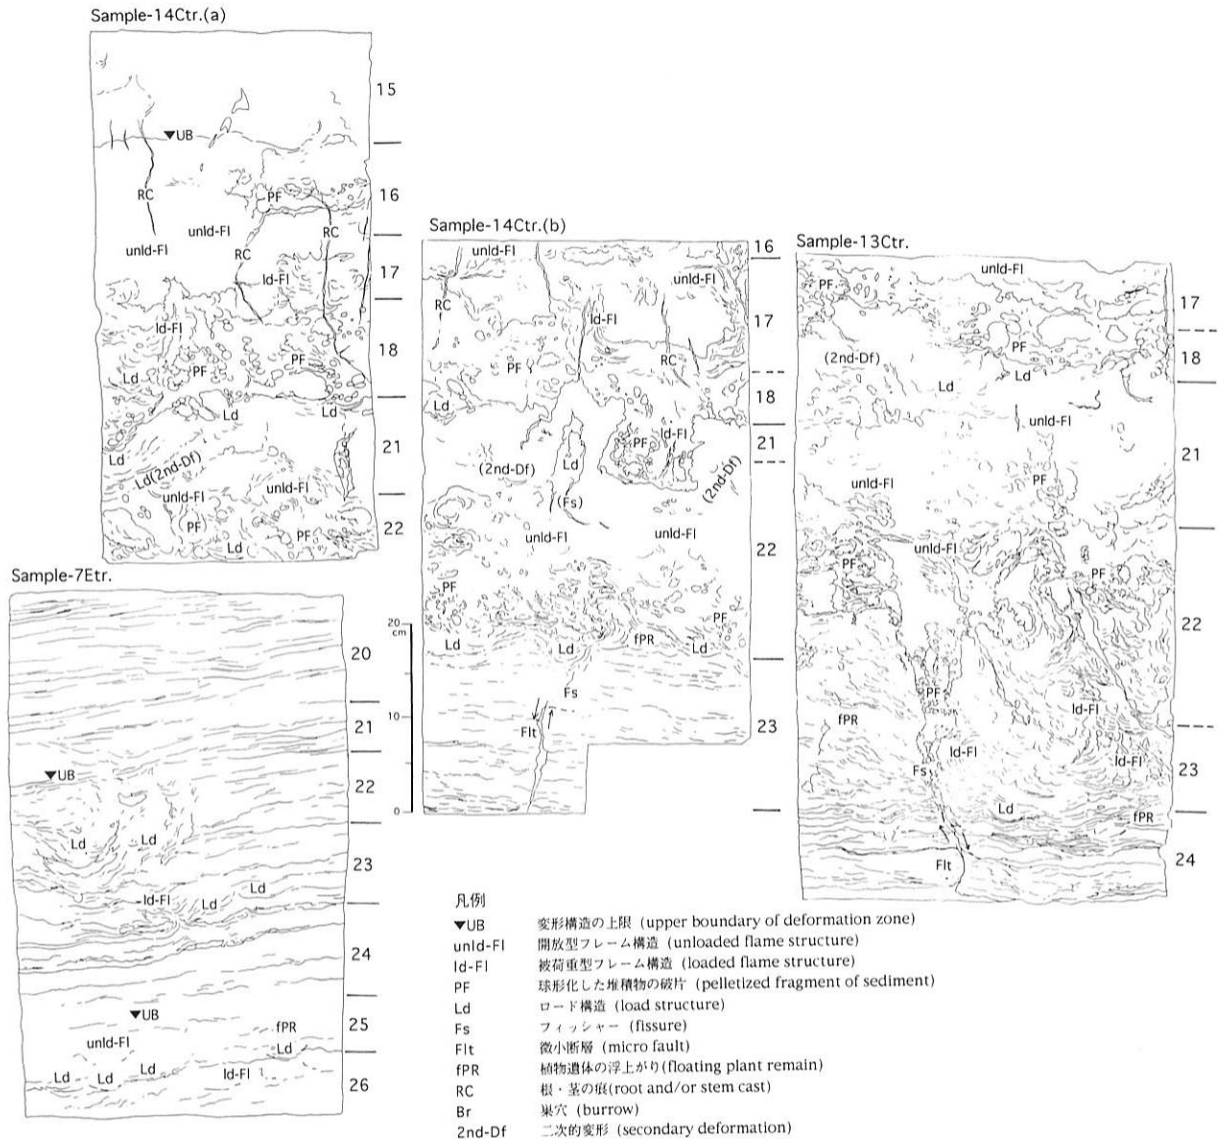 Sample-14Ctr.(a)
15
▼UB
RC
PF
16
unld-Fl
RC
RC
unld-Fl
ld-Fl
17
ld-Fl
PF
PF
18
Ld
Ld
Ld
Ld
Ld(2nd-Df)
21
unld-Fl
unld-Fl
PF
PF
22
Ld
Sample-14Ctr.(b)
unld-Fl
16
unld-Fl
RC
ld-Fl
17
PF
RC
Ld
18
PF
ld-Fl
21
(2nd-Df)
Ld
(2nd-Df)
(Fs)
unld-Fl
unld-Fl
22
PF
PF
Ld
Ld
fPR
Ld
Fs
Flt
23
20
cm
10
0
Sample-13Ctr.
unld-Fl
PF
17
PF
(2nd-Df)
18
Ld
Ld
unld-Fl
21
unld-Fl
PF
unld-Fl
PF
PF
22
PF
ld-Fl
fPR
ld-Fl
ld-Fl
Fs
23
Ld
fPR
Flt
24
Sample-7Etr.
20
21
▼UB
22
Ld
Ld
23
ld-Fl
Ld
Ld
24
▼UB
fPR
25
unld-Fl
Ld
Ld
Ld
Ld
ld-Fl
26
凡例
▼UB 変形構造の上限 (upper boundary of deformation zone)
unld-Fl 開放型フレーム構造 (unloaded flame structure)
ld-Fl 被荷重型フレーム構造 (loaded flame structure)
PF 球形化した堆積物の破片 (pelletized fragment of sediment)
Ld ロード構造 (load structure)
Fs フィッシャー (fissure)
Flt 微小断層 (micro fault)
fPR 植物遺体の浮上がり(floating plant remain)
RC 根・茎の痕(root and/or stem cast)
Br 巣穴 (burrow)
2nd-Df 二次的変形 (secondary deformation)